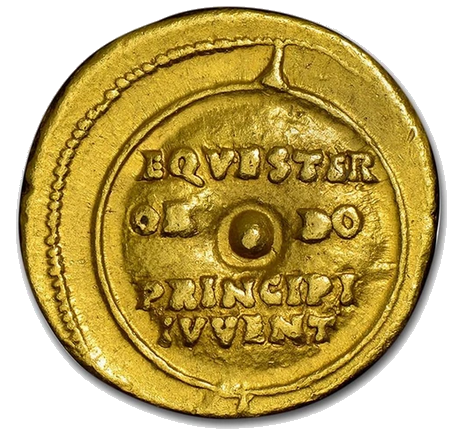 EQVESTER
OR DO
PRINCIPI
IVVENT